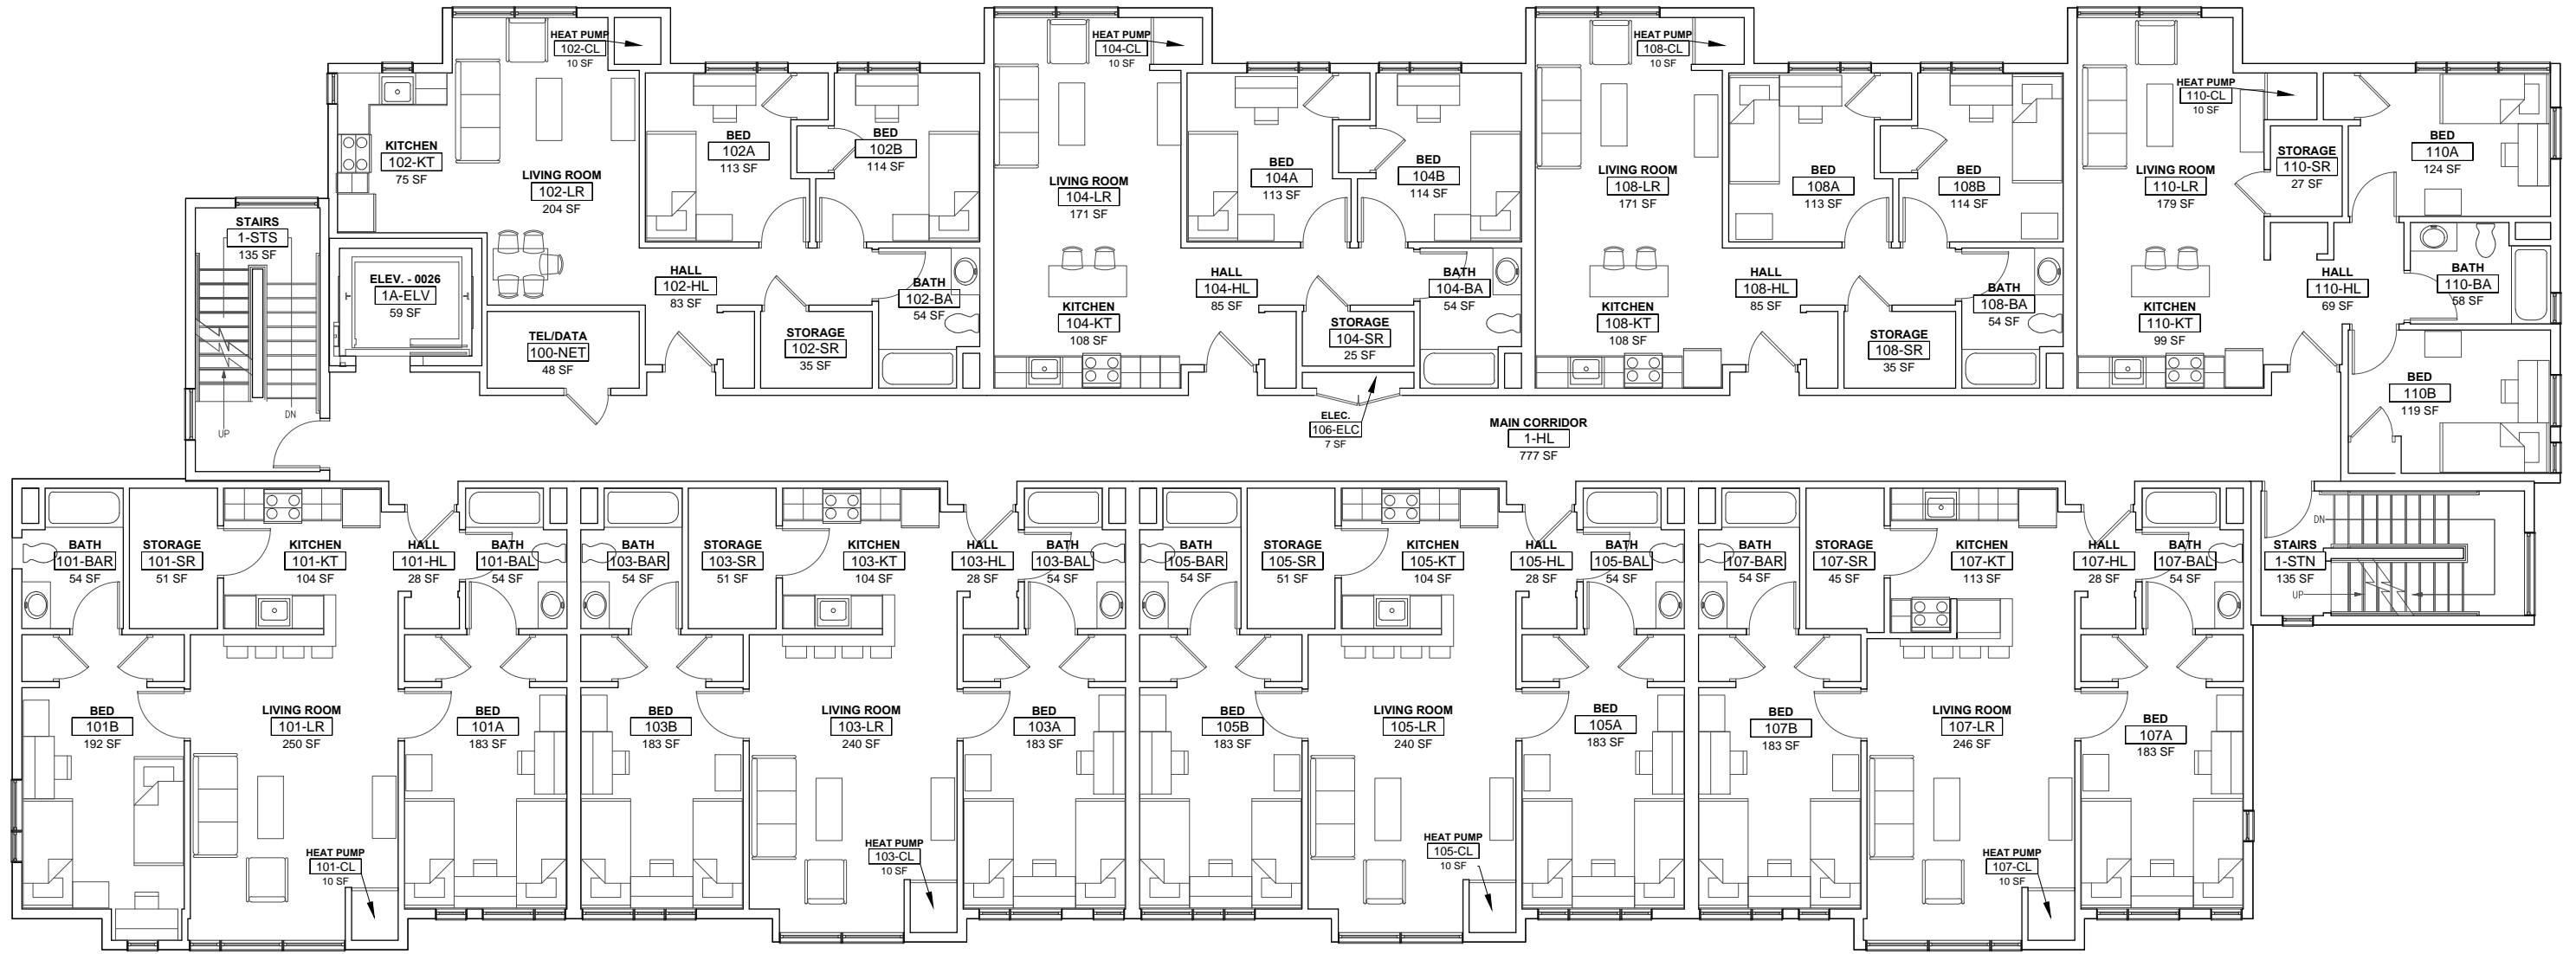 HEAT PUMP
102-CL
10 SF
HEAT PUMP
104-CL
10 SF
HEAT PUMP
108-CL
10 SF
HEAT PUMP
110-CL
10 SF
KITCHEN
102-KT
75 SF
LIVING ROOM
102-LR
204 SF
BED
102A
113 SF
BED
102B
114 SF
LIVING ROOM
104-LR
171 SF
BED
104A
113 SF
BED
104B
114 SF
LIVING ROOM
108-LR
171 SF
BED
108A
113 SF
BED
108B
114 SF
LIVING ROOM
110-LR
179 SF
STORAGE
110-SR
27 SF
BED
110A
124 SF
STAIRS
1-STS
135 SF
DN
UP
ELEV. - 0026
1A-ELV
59 SF
TEL/DATA
100-NET
48 SF
HALL
102-HL
83 SF
STORAGE
102-SR
35 SF
BATH
102-BA
54 SF
KITCHEN
104-KT
108 SF
HALL
104-HL
85 SF
STORAGE
104-SR
25 SF
BATH
104-BA
54 SF
KITCHEN
108-KT
108 SF
HALL
108-HL
85 SF
STORAGE
108-SR
35 SF
BATH
108-BA
54 SF
KITCHEN
110-KT
99 SF
HALL
110-HL
69 SF
BATH
110-BA
58 SF
BED
110B
119 SF
ELEC.
106-ELC
7 SF
MAIN CORRIDOR
1-HL
777 SF
BATH
101-BAR
54 SF
STORAGE
101-SR
51 SF
KITCHEN
101-KT
104 SF
HALL
101-HL
28 SF
BATH
101-BAL
54 SF
BATH
103-BAR
54 SF
STORAGE
103-SR
51 SF
KITCHEN
103-KT
104 SF
HALL
103-HL
28 SF
BATH
103-BAL
54 SF
BATH
105-BAR
54 SF
STORAGE
105-SR
51 SF
KITCHEN
105-KT
104 SF
HALL
105-HL
28 SF
BATH
105-BAL
54 SF
BATH
107-BAR
54 SF
STORAGE
107-SR
45 SF
KITCHEN
107-KT
113 SF
HALL
107-HL
28 SF
BATH
107-BAL
54 SF
STAIRS
1-STN
135 SF
DN
UP
BED
101B
192 SF
LIVING ROOM
101-LR
250 SF
BED
101A
183 SF
BED
103B
183 SF
LIVING ROOM
103-LR
240 SF
BED
103A
183 SF
BED
105B
183 SF
LIVING ROOM
105-LR
240 SF
BED
105A
183 SF
BED
107B
183 SF
LIVING ROOM
107-LR
246 SF
BED
107A
183 SF
HEAT PUMP
101-CL
10 SF
HEAT PUMP
103-CL
10 SF
HEAT PUMP
105-CL
10 SF
HEAT PUMP
107-CL
10 SF